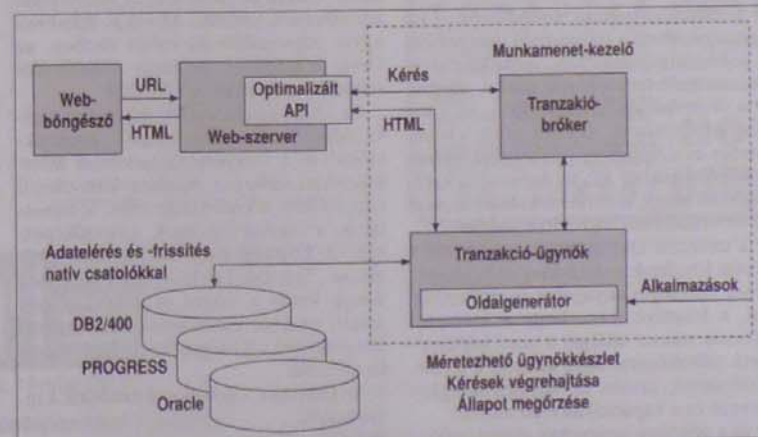 Munkamenet-kezelő
Web-
böngésző
URL
HTML
Optimalizált
API
Web-szerver
Kérés
HTML
Tranzakió-
bróker
Adatelérés és -frissítés
natív csatolókkal
DB2/400
PROGRESS
Oracle
Tranzakció-ügynök
Oldalgenerátor
Alkalmazások
Méretezhető ügynökkészlet
Kérések végrehajtása
Állapot megőrzése